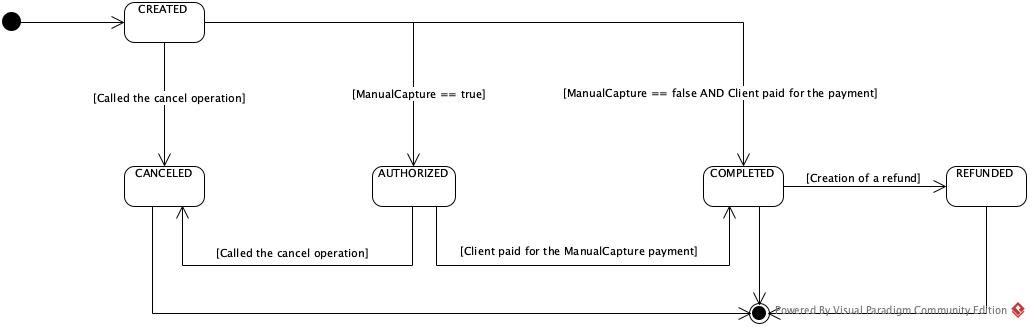 CREATED
[Called the cancel operation]
[ManualCapture == true]
[ManualCapture == false AND Client paid for the payment]
CANCELED
AUTHORIZED
COMPLETED
[Creation of a refund]
REFUNDED
[Called the cancel operation]
[Client paid for the ManualCapture payment]
Powered By Visual Paradigm Community Edition